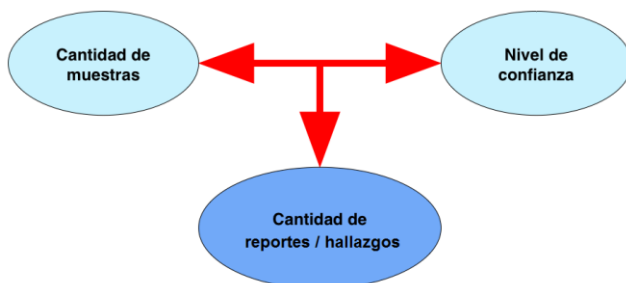 Cantidad de
muestras
Nivel de
confianza
Cantidad de
reportes / hallazgos